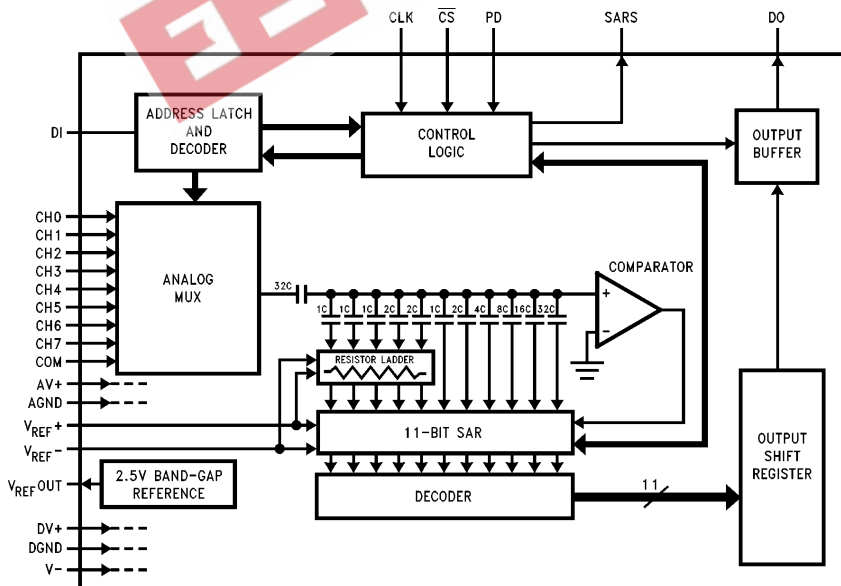 CLK CS PD SARS DO
DI
ADDRESS LATCH
AND
DECODER
CONTROL
LOGIC
OUTPUT
BUFFER
CH0
CH1
CH2
CH3
CH4
CH5
CH6
CH7
COM
ANALOG
MUX
32C
1C 1C 1C 2C 2C 1C 2C 4C 8C 16C 32C
COMPARATOR
+
−
RESISTOR LADDER
AV+
AGND
VREF+
VREF−
11-BIT SAR
VREFOUT
2.5V BAND-GAP
REFERENCE
DECODER
11
OUTPUT
SHIFT
REGISTER
DV+
DGND
V−